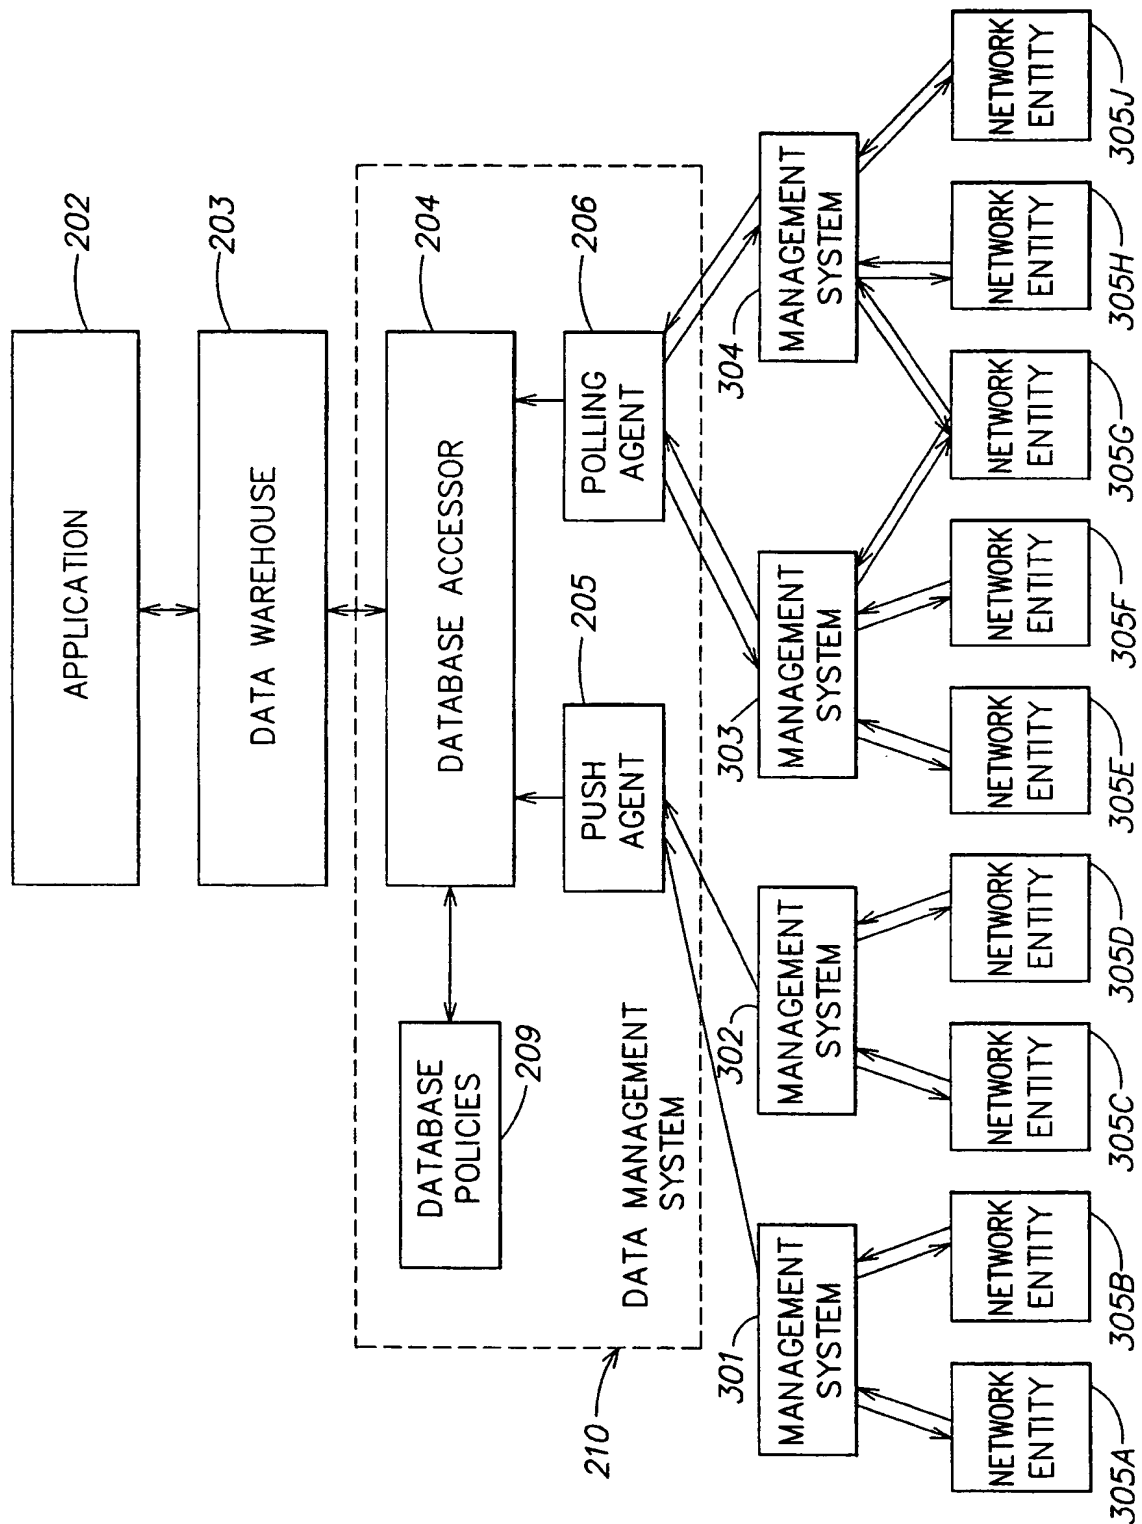 APPLICATION
202
DATA WAREHOUSE
203
DATABASE ACCESSOR
204
DATABASE
POLICIES
209
PUSH
AGENT
205
POLLING
AGENT
206
DATA MANAGEMENT
SYSTEM
210
301
MANAGEMENT
SYSTEM
302
MANAGEMENT
SYSTEM
303
MANAGEMENT
SYSTEM
304
MANAGEMENT
SYSTEM
NETWORK
ENTITY
305A
NETWORK
ENTITY
305B
NETWORK
ENTITY
305C
NETWORK
ENTITY
305D
NETWORK
ENTITY
305E
NETWORK
ENTITY
305F
NETWORK
ENTITY
305G
NETWORK
ENTITY
305H
NETWORK
ENTITY
305J